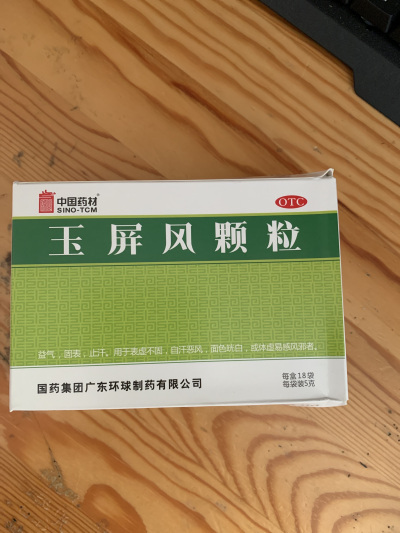 中国药材
SINO-TCM
OTC
玉屏风颗粒
益气，固表，止汗。用于表虚不固，自汗恶风，面色㿠白，或体虚易感风邪者。
国药集团广东环球制药有限公司
每盒18袋
每袋装5克